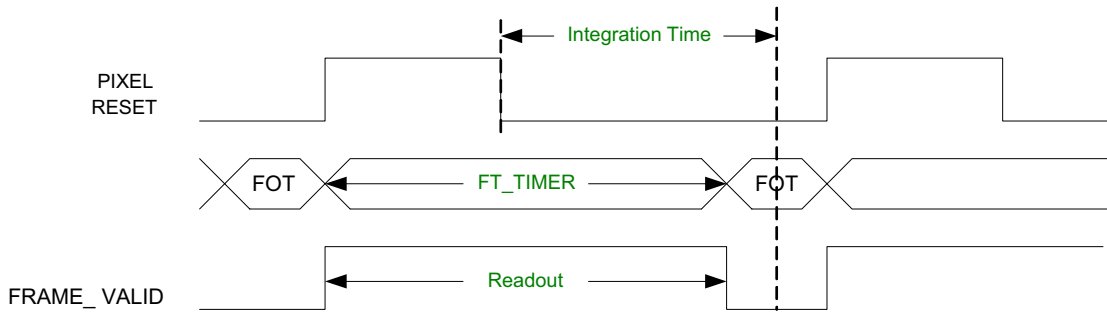 Integration Time
PIXEL
RESET
FOT
FT_TIMER
FOT
Readout
FRAME_ VALID